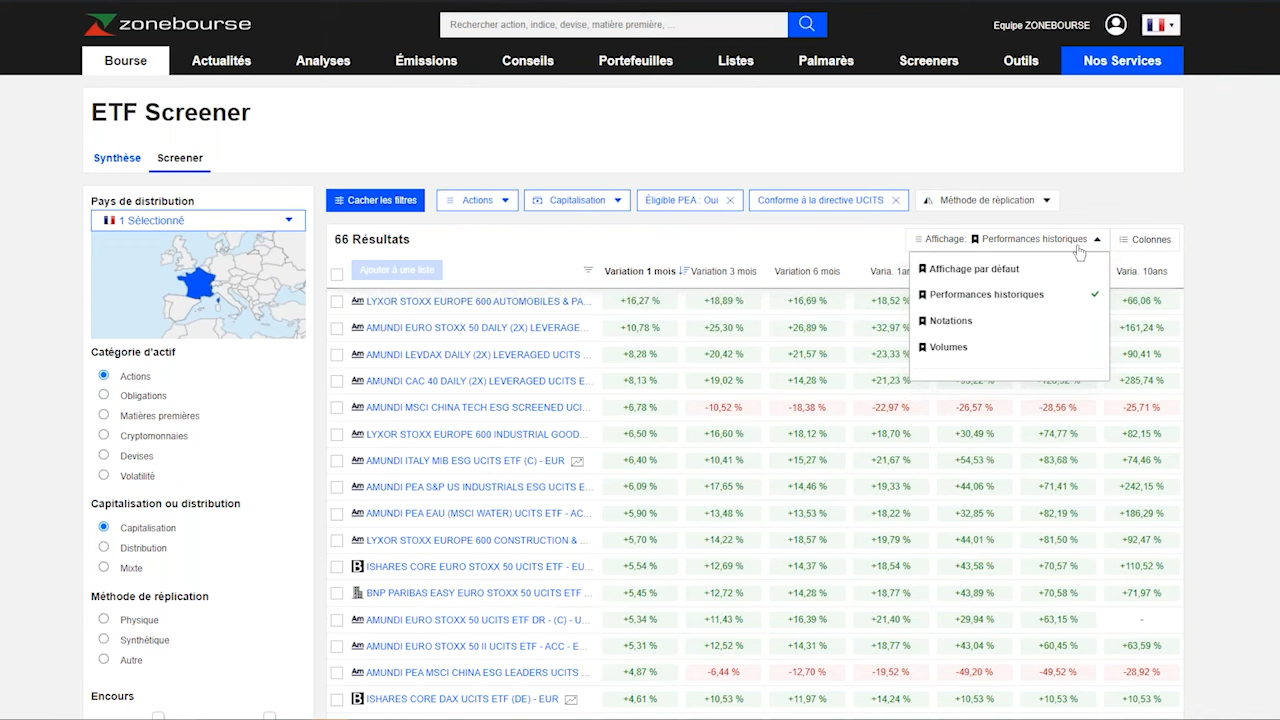 zonebourse
Rechercher action, indice, devise, matière première, ...
Equipe ZONEBOURSE
Bourse Actualités Analyses Émissions Conseils Portefeuilles Listes Palmarès Screeners Outils Nos Services
ETF Screener
Synthèse Screener
Pays de distribution
1 Sélectionné
Catégorie d'actif
Actions
Obligations
Matières premières
Cryptomonnaies
Devises
Volatilité
Capitalisation ou distribution
Capitalisation
Distribution
Mixte
Méthode de réplication
Physique
Synthétique
Autre
Encours
Cacher les filtres Actions Capitalisation Éligible PEA : Oui Conforme à la directive UCITS Méthode de réplication
66 Résultats Affichage: Performances historiques Colonnes
Affichage par défaut
Performances historiques
Notations
Volumes
Ajouter à une liste Variation 1 mois Variation 3 mois Variation 6 mois Varia. Varia. 10ans
LYXOR STOXX EUROPE 600 AUTOMOBILES & PA... +16,27 % +18,89 % +16,69 % +18,52 % +66,06 %
AMUNDI EURO STOXX 50 DAILY (2X) LEVERAGE... +10,78 % +25,30 % +26,89 % +32,97 % +161,24 %
AMUNDI LEVDAX DAILY (2X) LEVERAGED UCITS ... +8,28 % +20,42 % +21,57 % +23,33 % +90,41 %
AMUNDI CAC 40 DAILY (2X) LEVERAGED UCITS E... +8,13 % +19,02 % +14,28 % +21,23 % +285,74 %
AMUNDI MSCI CHINA TECH ESG SCREENED UCI... +6,78 % -10,52 % -18,38 % -22,97 % -26,57 % -28,56 % -25,71 %
LYXOR STOXX EUROPE 600 INDUSTRIAL GOOD... +6,50 % +16,60 % +18,12 % +18,70 % +30,49 % +74,77 % +82,15 %
AMUNDI ITALY MIB ESG UCITS ETF (C) - EUR +6,40 % +10,41 % +15,27 % +21,67 % +54,53 % +83,68 % +74,46 %
AMUNDI PEA S&P US INDUSTRIALS ESG UCITS E... +6,09 % +17,65 % +14,46 % +19,33 % +44,06 % +71,41 % +242,15 %
AMUNDI PEA EAU (MSCI WATER) UCITS ETF - AC... +5,90 % +13,48 % +13,53 % +18,22 % +32,85 % +82,19 % +186,29 %
LYXOR STOXX EUROPE 600 CONSTRUCTION & ... +5,70 % +14,22 % +18,57 % +19,79 % +44,01 % +81,50 % +92,47 %
ISHARES CORE EURO STOXX 50 UCITS ETF - EU... +5,54 % +12,69 % +14,37 % +18,54 % +43,58 % +70,57 % +110,52 %
BNP PARIBAS EASY EURO STOXX 50 UCITS ETF ... +5,45 % +12,72 % +14,28 % +18,77 % +43,89 % +70,58 % +71,97 %
AMUNDI EURO STOXX 50 UCITS ETF DR - (C) - U... +5,34 % +11,43 % +16,39 % +21,40 % +29,94 % +63,15 % -
AMUNDI EURO STOXX 50 II UCITS ETF - ACC - E... +5,31 % +12,52 % +14,31 % +18,77 % +43,04 % +60,45 % +63,59 %
AMUNDI PEA MSCI CHINA ESG LEADERS UCITS ... +4,87 % -6,44 % -12,70 % -19,52 % -49,20 % -49,52 % -28,92 %
ISHARES CORE DAX UCITS ETF (DE) - EUR +4,61 % +10,53 % +11,97 % +14,24 % +10,53 % +10,53 % +10,53 %